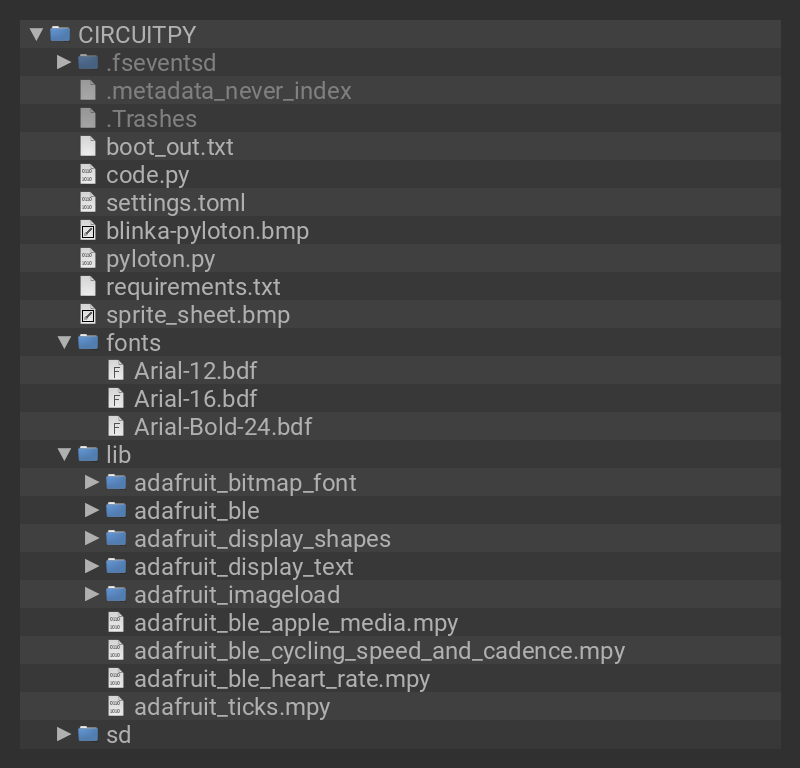 CIRCUITPY
.fseventsd
.metadata_never_index
.Trashes
boot_out.txt
code.py
settings.toml
blinka-pyloton.bmp
pyloton.py
requirements.txt
sprite_sheet.bmp
fonts
Arial-12.bdf
Arial-16.bdf
Arial-Bold-24.bdf
lib
adafruit_bitmap_font
adafruit_ble
adafruit_display_shapes
adafruit_display_text
adafruit_imageload
adafruit_ble_apple_media.mpy
adafruit_ble_cycling_speed_and_cadence.mpy
adafruit_ble_heart_rate.mpy
adafruit_ticks.mpy
sd